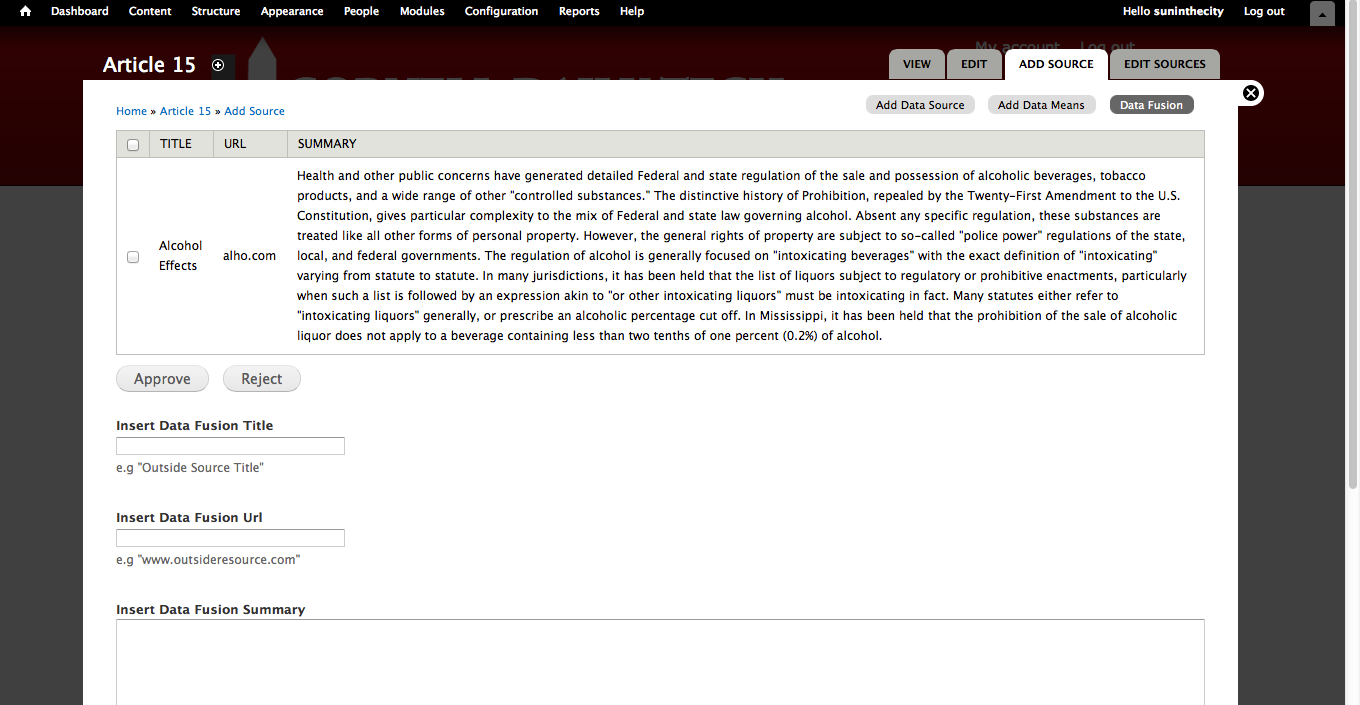 Dashboard Content Structure Appearance People Modules Configuration Reports Help Hello suninthecity Log out
My account Log out
Article 15
VIEW EDIT ADD SOURCE EDIT SOURCES
Home » Article 15 » Add Source
Add Data Source Add Data Means Data Fusion
TITLE URL SUMMARY
Alcohol
Effects
alho.com
Health and other public concerns have generated detailed Federal and state regulation of the sale and possession of alcoholic beverages, tobacco
products, and a wide range of other "controlled substances." The distinctive history of Prohibition, repealed by the Twenty-First Amendment to the U.S.
Constitution, gives particular complexity to the mix of Federal and state law governing alcohol. Absent any specific regulation, these substances are
treated like all other forms of personal property. However, the general rights of property are subject to so-called "police power" regulations of the state,
local, and federal governments. The regulation of alcohol is generally focused on "intoxicating beverages" with the exact definition of "intoxicating"
varying from statute to statute. In many jurisdictions, it has been held that the list of liquors subject to regulatory or prohibitive enactments, particularly
when such a list is followed by an expression akin to "or other intoxicating liquors" must be intoxicating in fact. Many statutes either refer to
"intoxicating liquors" generally, or prescribe an alcoholic percentage cut off. In Mississippi, it has been held that the prohibition of the sale of alcoholic
liquor does not apply to a beverage containing less than two tenths of one percent (0.2%) of alcohol.
Approve Reject
Insert Data Fusion Title
e.g "Outside Source Title"
Insert Data Fusion Url
e.g "www.outsideresource.com"
Insert Data Fusion Summary